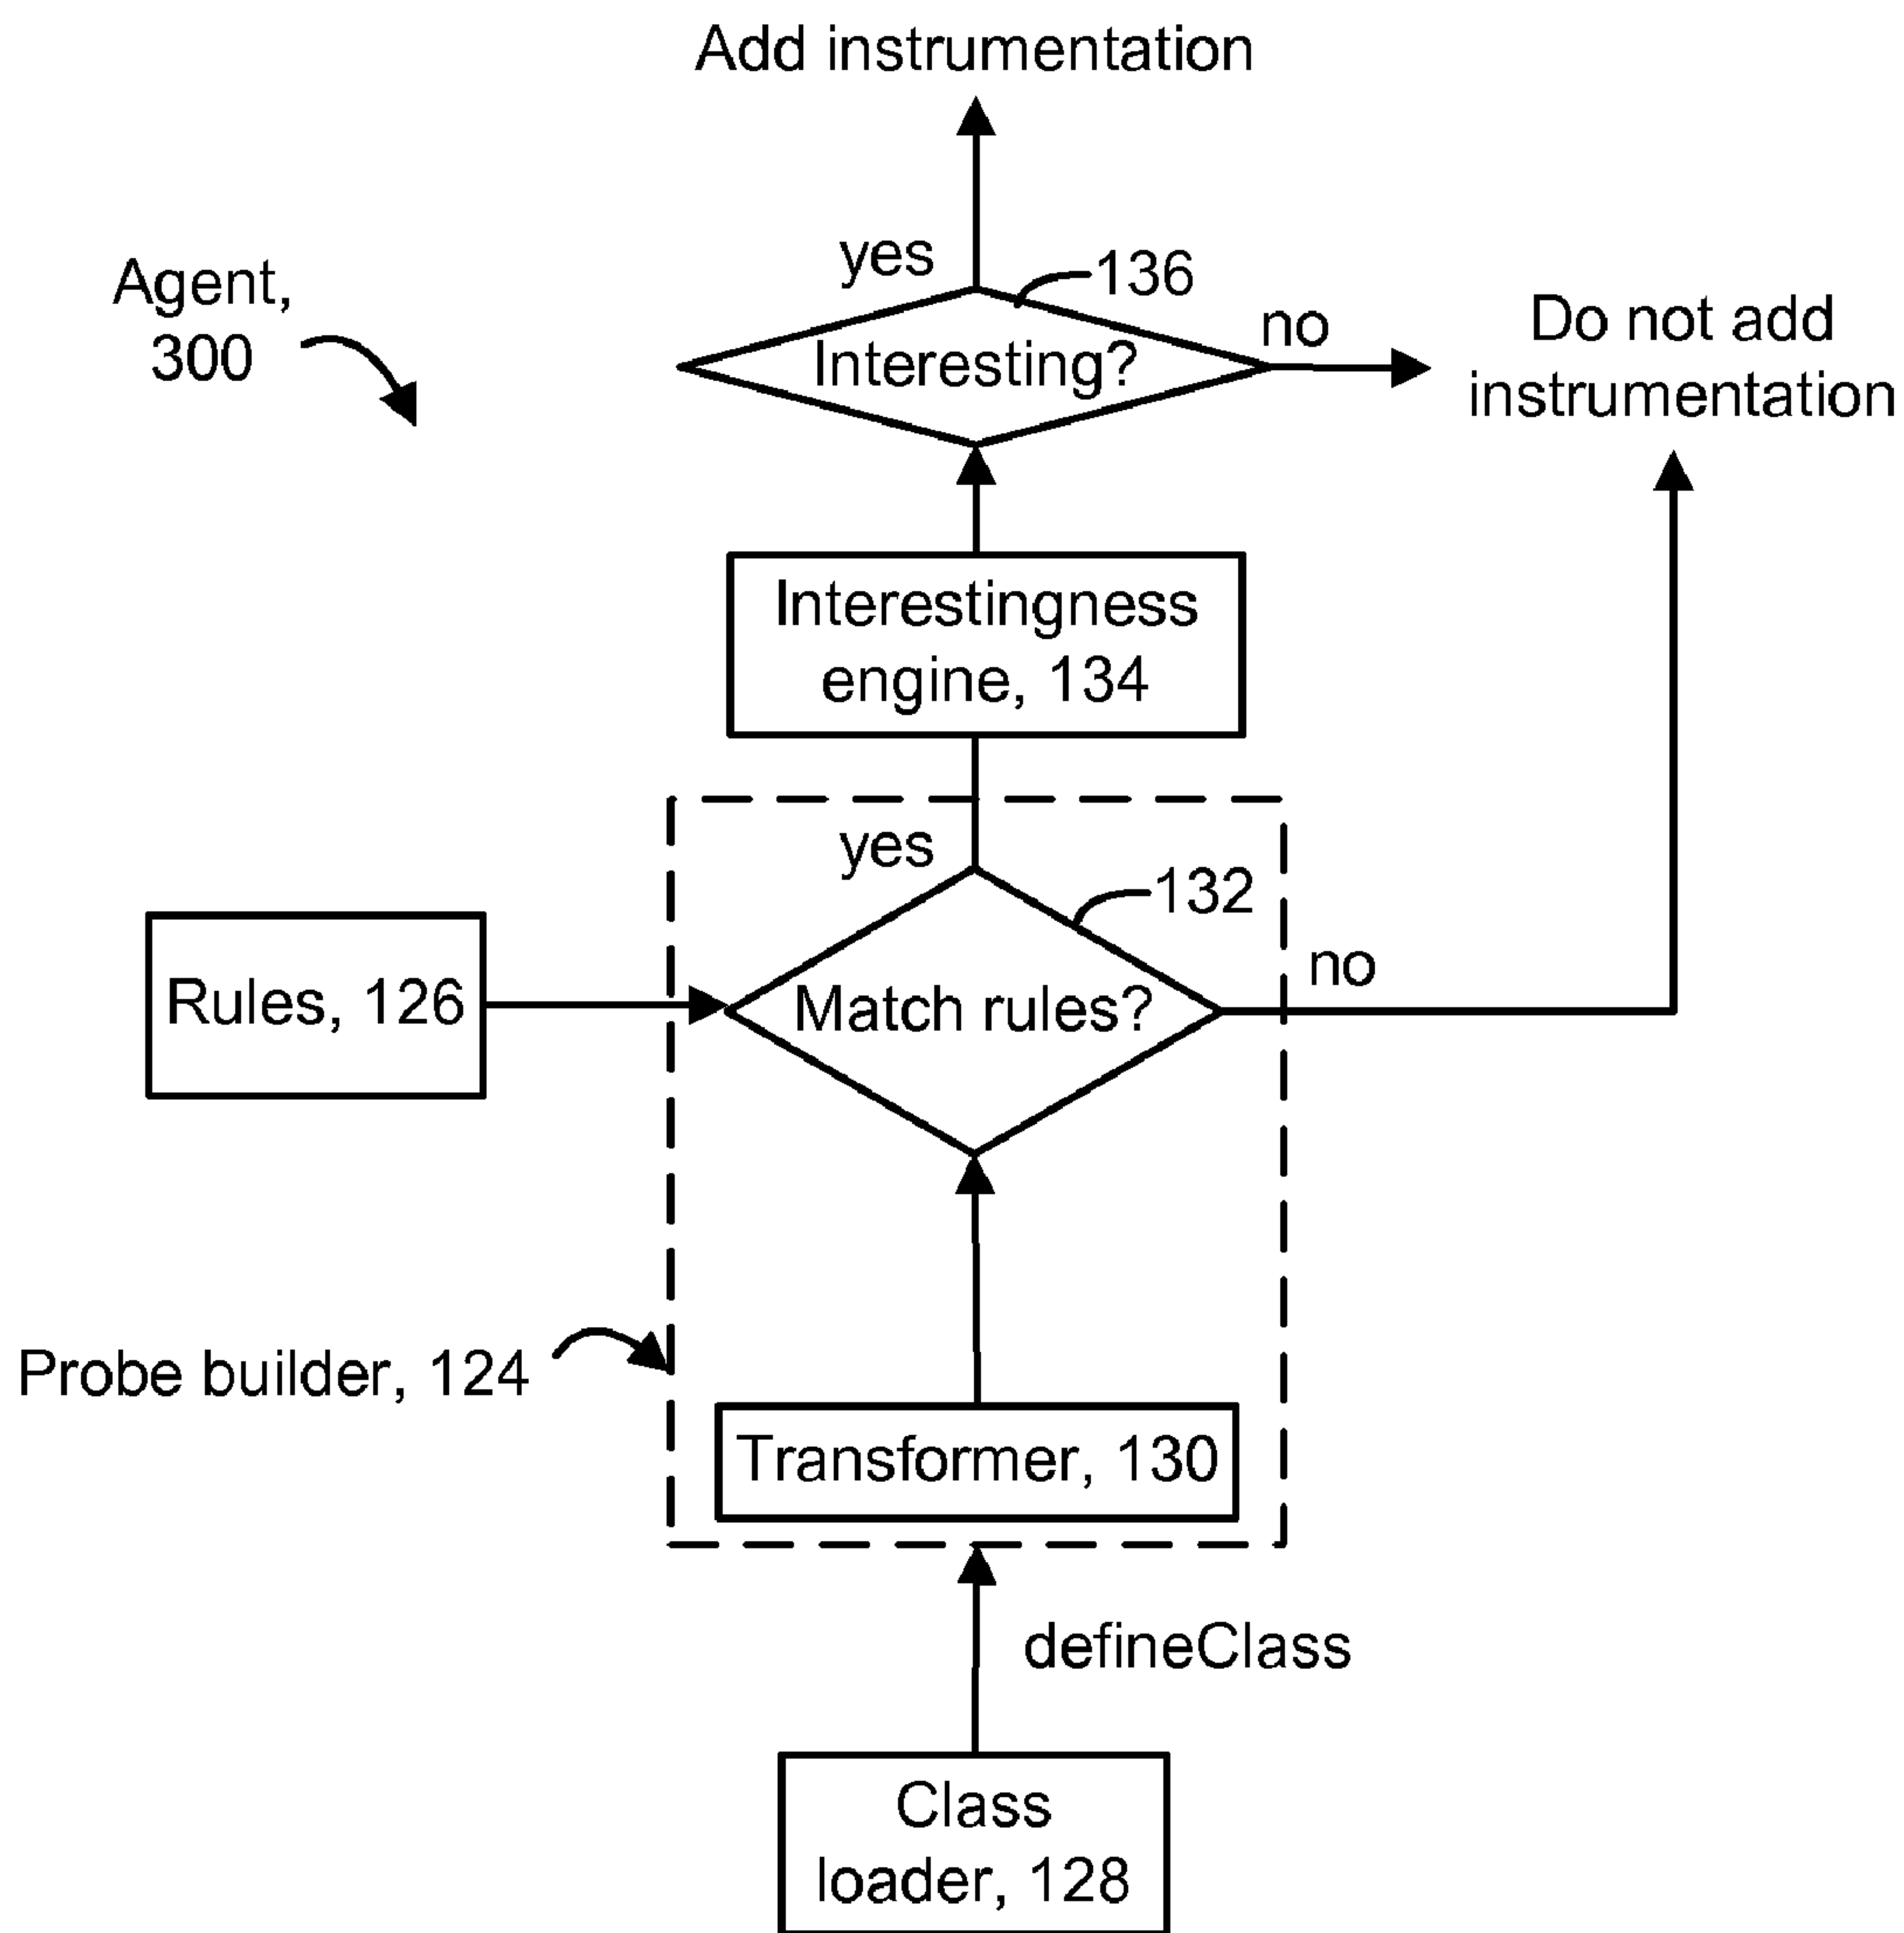 Add instrumentation
yes
136
Agent,
300
no
Interesting?
Do not add
instrumentation
Interestingness
engine, 134
yes
132
no
Rules, 126
Match rules?
Probe builder, 124
Transformer, 130
defineClass
Class
loader, 128